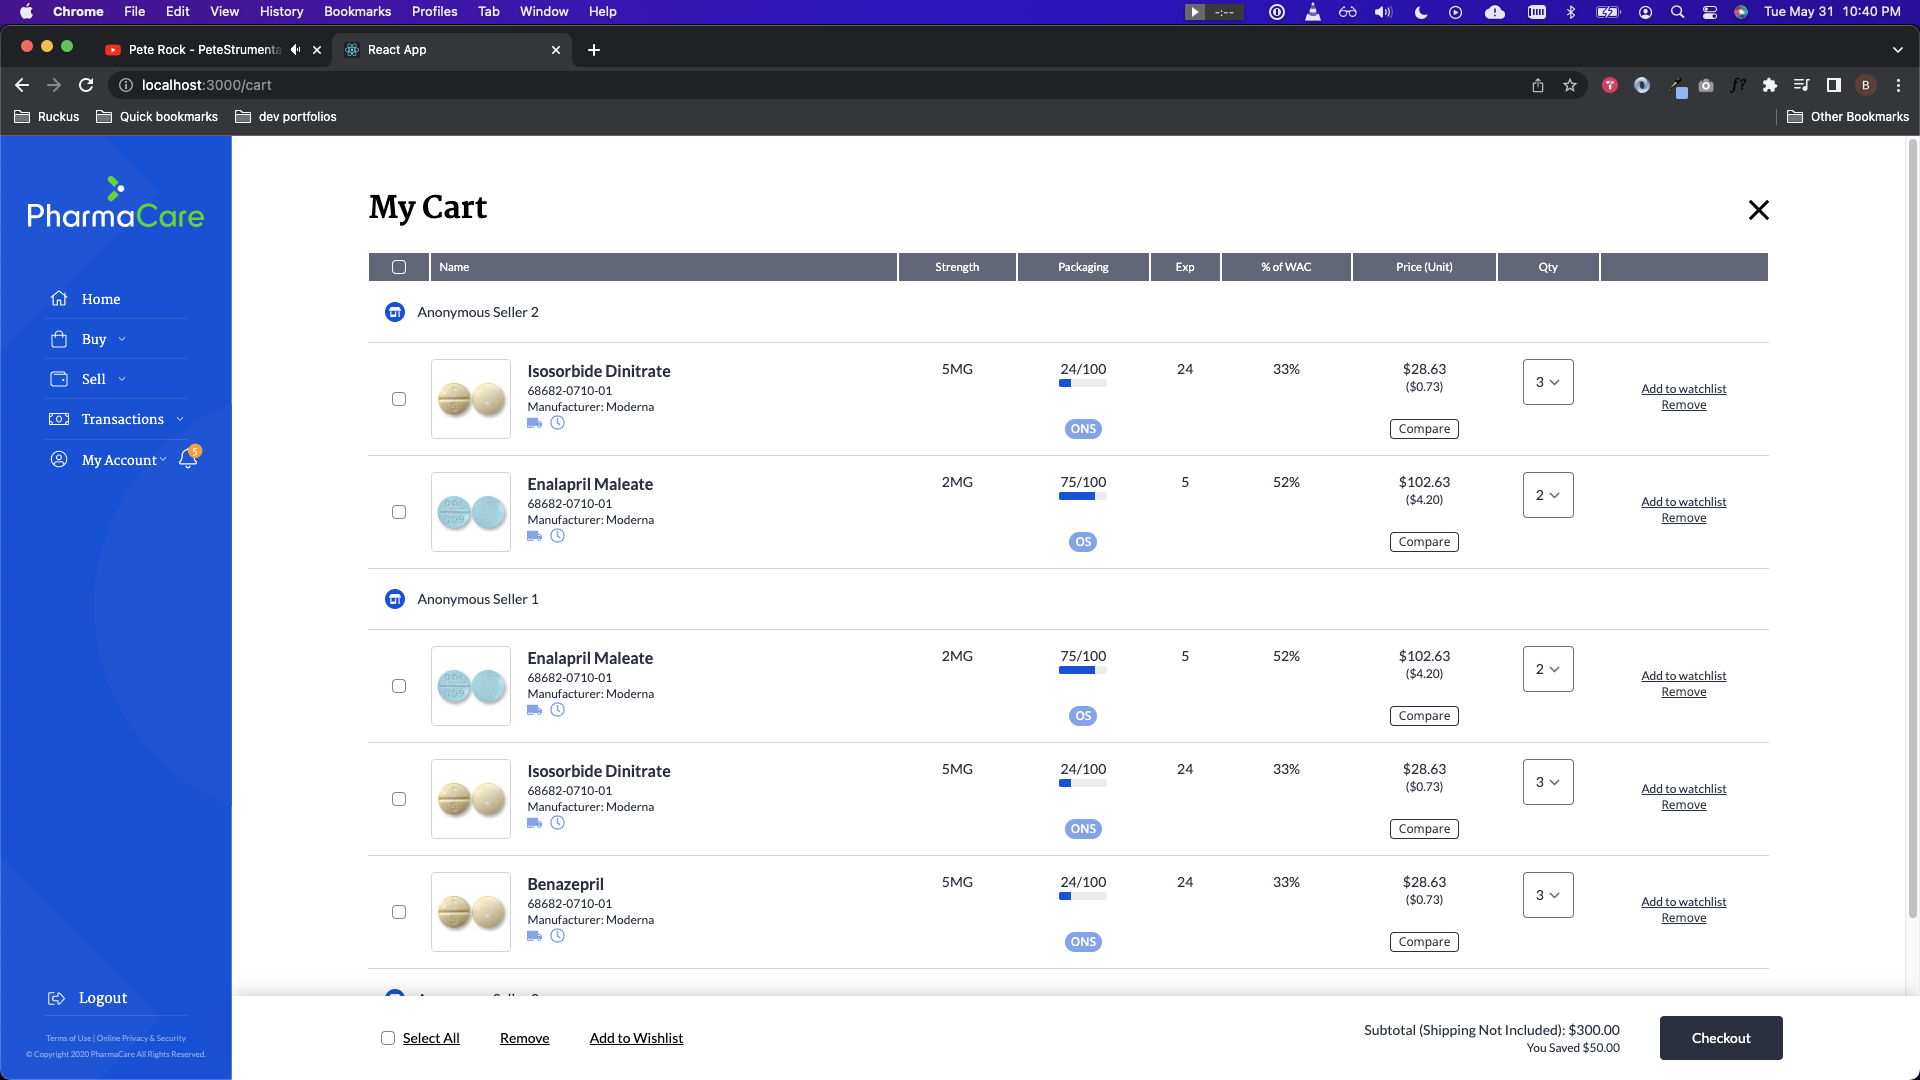 Chrome File Edit View History Bookmarks Profiles Tab Window Help -:-- Tue May 31 10:40 PM
Pete Rock - PeteStrumenta React App
localhost:3000/cart B
Ruckus Quick bookmarks dev portfolios Other Bookmarks
PharmaCare
Home
Buy
Sell
Transactions
My Account 5
Logout
Terms of Use | Online Privacy & Security
© Copyright 2020 PharmaCare All Rights Reserved.
My Cart
Name Strength Packaging Exp % of WAC Price (Unit) Qty
Anonymous Seller 2
Isosorbide Dinitrate 5MG 24/100 24 33% $28.63 3
68682-0710-01 ($0.73) Add to watchlist
Manufacturer: Moderna Remove
ONS Compare
Enalapril Maleate 2MG 75/100 5 52% $102.63 2
68682-0710-01 ($4.20) Add to watchlist
Manufacturer: Moderna Remove
OS Compare
Anonymous Seller 1
Enalapril Maleate 2MG 75/100 5 52% $102.63 2
68682-0710-01 ($4.20) Add to watchlist
Manufacturer: Moderna Remove
OS Compare
Isosorbide Dinitrate 5MG 24/100 24 33% $28.63 3
68682-0710-01 ($0.73) Add to watchlist
Manufacturer: Moderna Remove
ONS Compare
Benazepril 5MG 24/100 24 33% $28.63 3
68682-0710-01 ($0.73) Add to watchlist
Manufacturer: Moderna Remove
ONS Compare
Select All Remove Add to Wishlist Subtotal (Shipping Not Included): $300.00 Checkout
You Saved $50.00